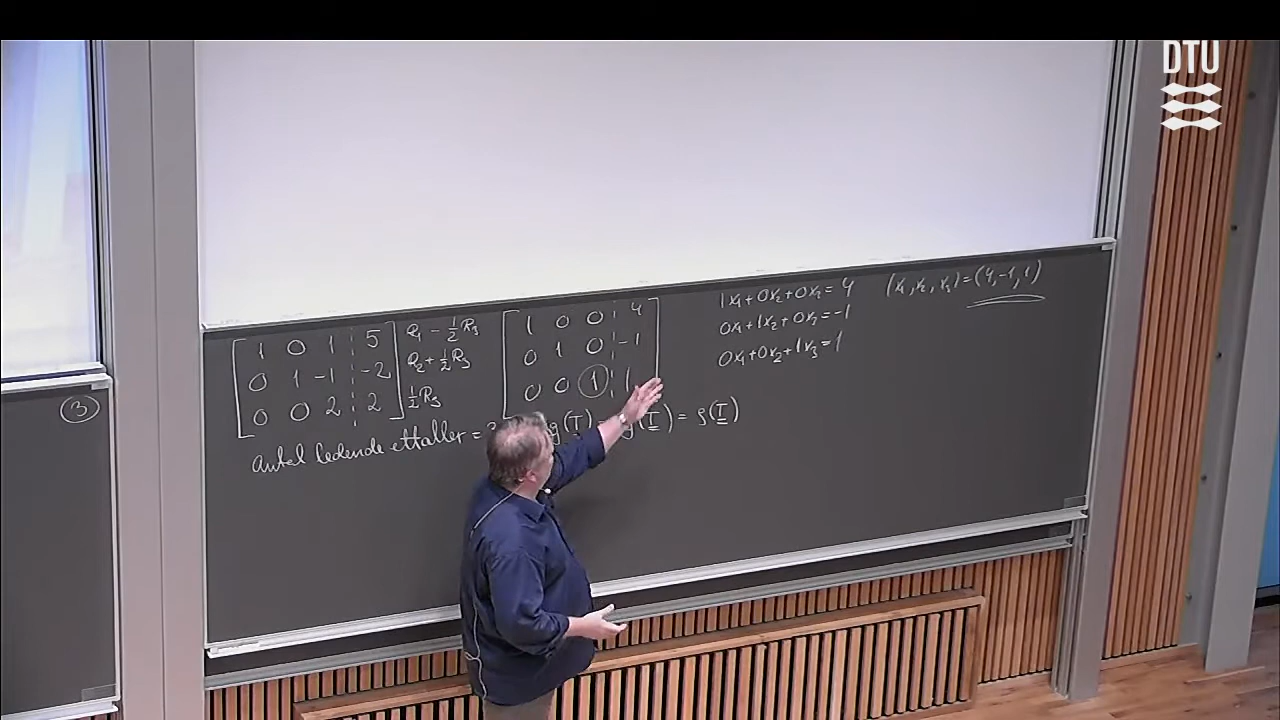 DTU
③
1 0 1 5 R₁ - ½R₃
0 1 -1 -2 R₂ + ½R₃
0 0 2 2 ½R₃
1 0 0 4
0 1 0 -1
0 0 1 1
1x₁+0x₂+0x₃=4
0x₁+1x₂+0x₃=-1
0x₁+0x₂+1x₃=1
(x₁,x₂,x₃)=(4,-1,1)
Antal ledende ettaller = (T) (T) = ρ(T)